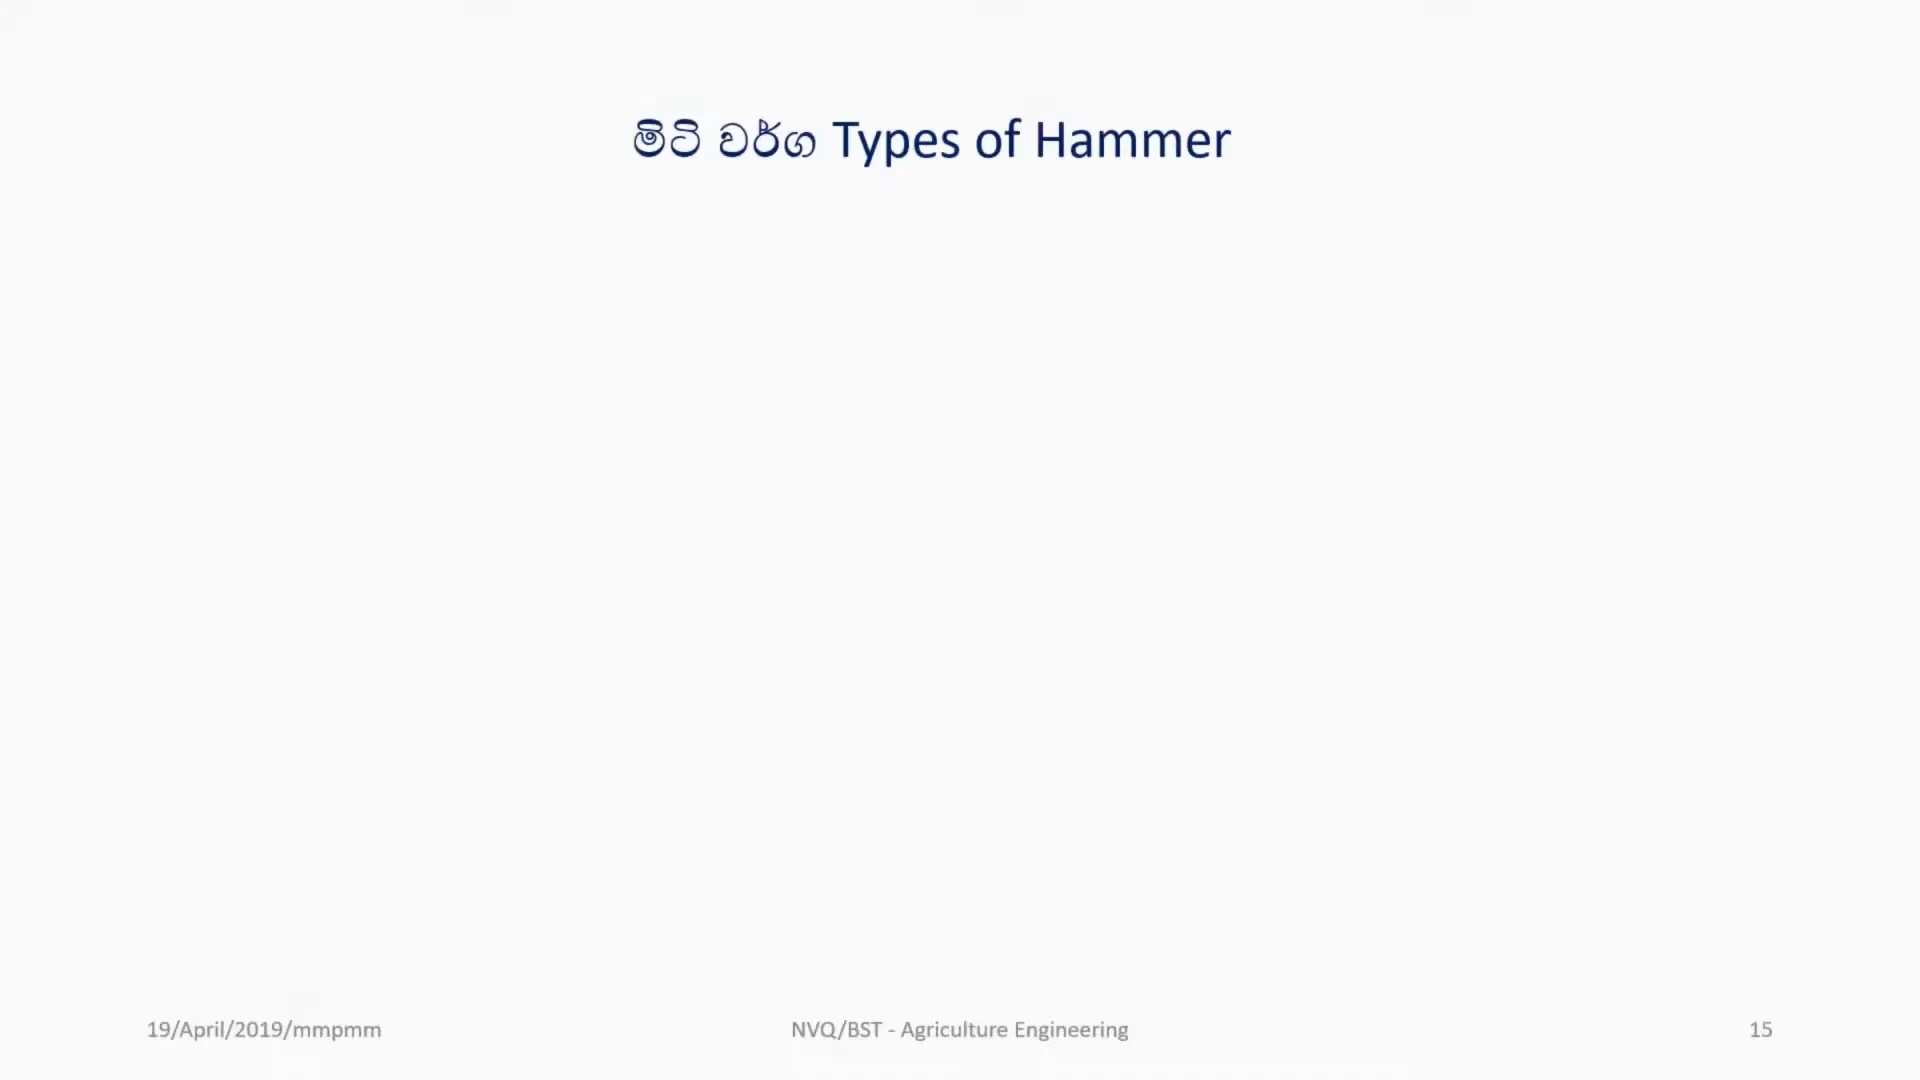 මිටි වර්ග Types of Hammer
19/April/2019/mmpmm
NVQ/BST - Agriculture Engineering
15